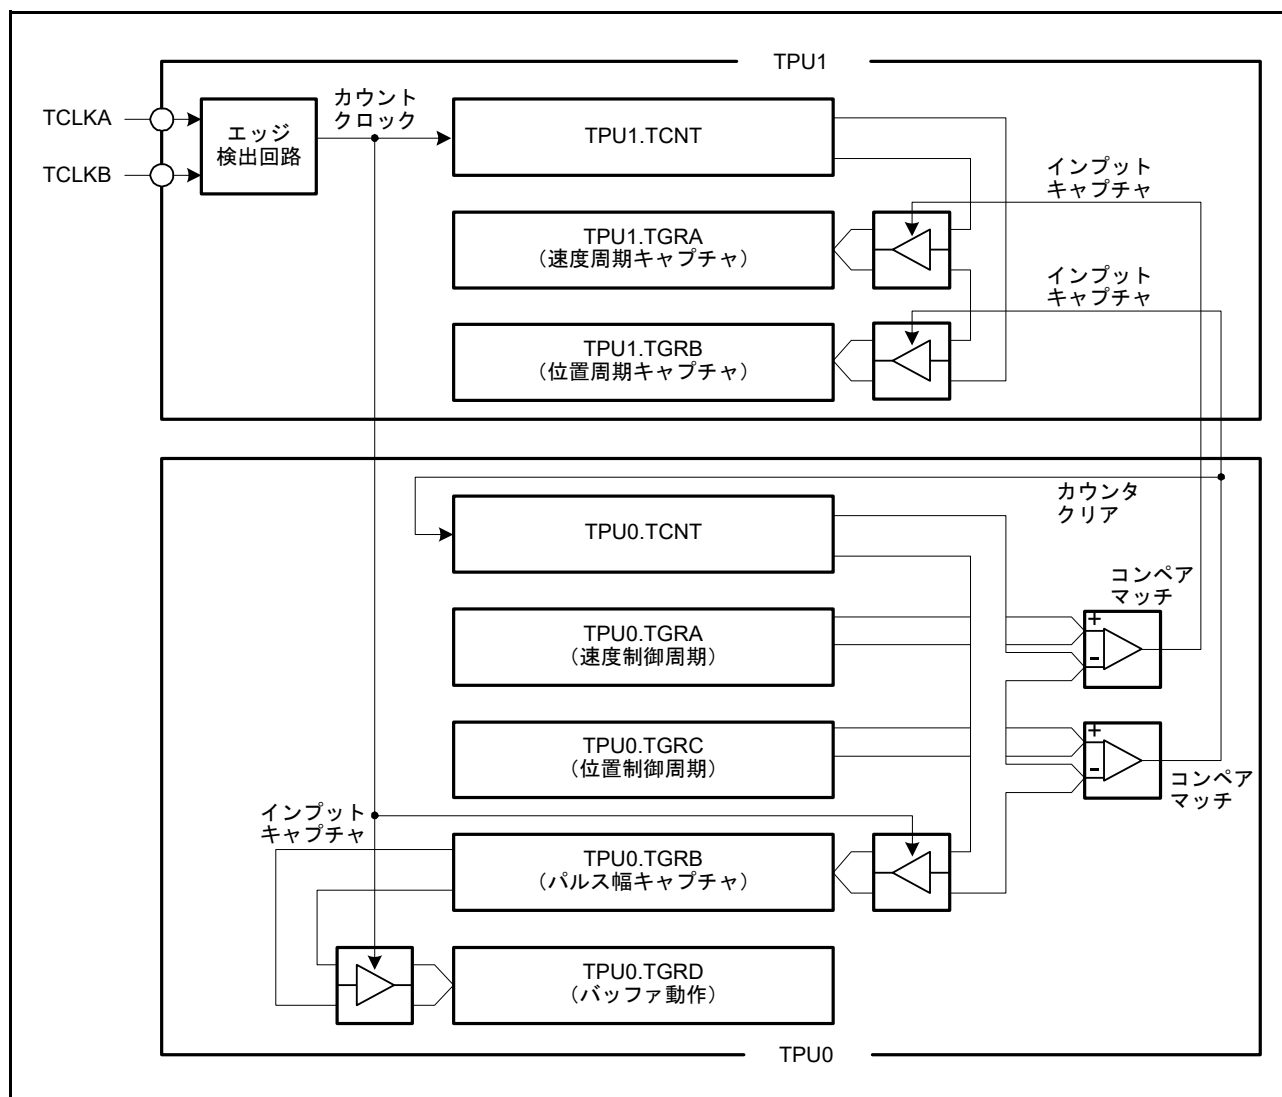 TPU1
TCLKA
TCLKB
エッジ
検出回路
カウント
クロック
TPU1.TCNT
インプット
キャプチャ
TPU1.TGRA
（速度周期キャプチャ）
インプット
キャプチャ
TPU1.TGRB
（位置周期キャプチャ）
カウンタ
クリア
TPU0.TCNT
コンペア
マッチ
+
-
TPU0.TGRA
（速度制御周期）
TPU0.TGRC
（位置制御周期）
+
-
コンペア
マッチ
インプット
キャプチャ
TPU0.TGRB
（パルス幅キャプチャ）
TPU0.TGRD
（バッファ動作）
TPU0